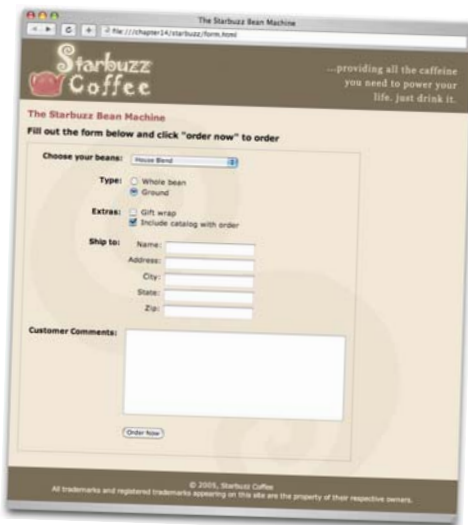 The Starbuzz Bean Machine
file:///chapter14/starbuzz/form.html
Starbuzz
Coffee
...providing all the caffeine
you need to power your
life. just drink it.
The Starbuzz Bean Machine
Fill out the form below and click "order now" to order
Choose your beans: House Blend
Type: Whole bean
Ground
Extras: Gift wrap
Include catalog with order
Ship to: Name:
Address:
City:
State:
Zip:
Customer Comments:
Order Now
© 2005, Starbuzz Coffee
All trademarks and registered trademarks appearing on this site are the property of their respective owners.